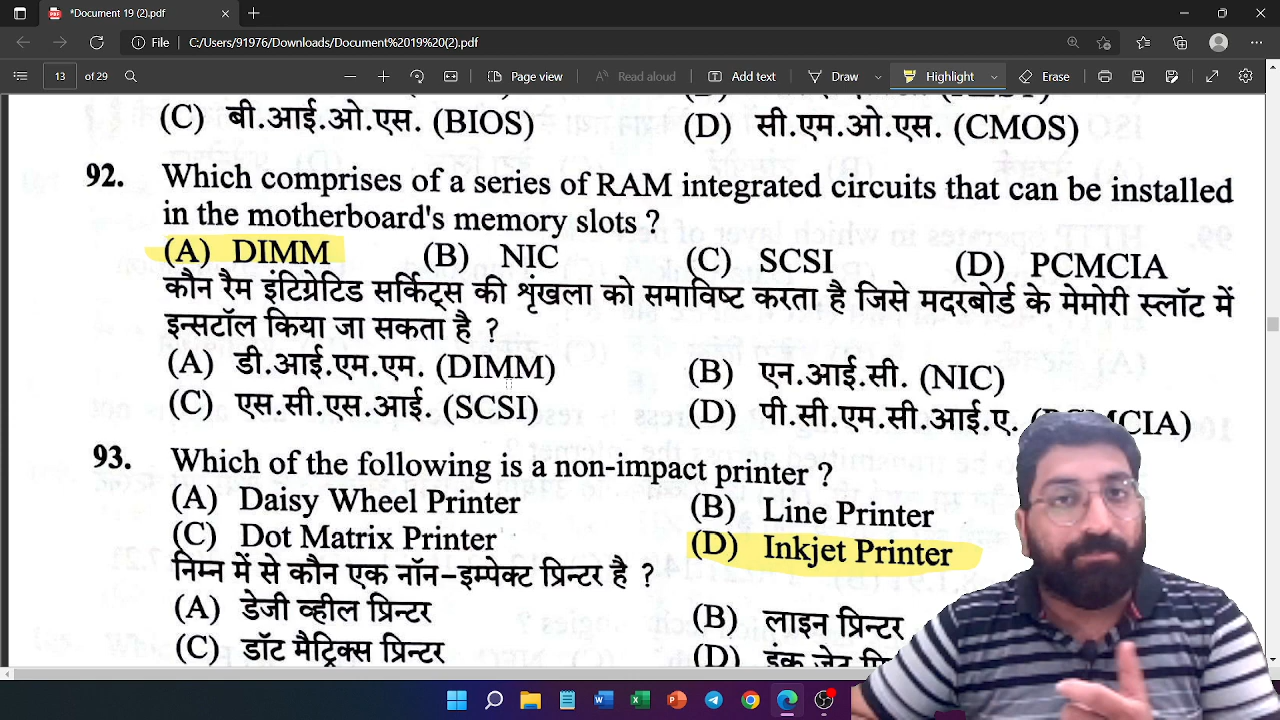 *Document 19 (2).pdf
File
C:/Users/91976/Downloads/Document%2019%20(2).pdf
13 of 29
Page view
Read aloud
Add text
Draw
Highlight
Erase
(C) बी.आई.ओ.एस. (BIOS)
(D) सी.एम.ओ.एस. (CMOS)
92. Which comprises of a series of RAM integrated circuits that can be installed
in the motherboard's memory slots ?
(A) DIMM (B) NIC (C) SCSI (D) PCMCIA
कौन रैम इंटिग्रेटिड सर्किट्स की शृंखला को समाविष्ट करता है जिसे मदरबोर्ड के मेमोरी स्लॉट में
इन्सटॉल किया जा सकता है ?
(A) डी.आई.एम.एम. (DIMM) (B) एन.आई.सी. (NIC)
(C) एस.सी.एस.आई. (SCSI) (D) पी.सी.एम.सी.आई.ए. (PCMCIA)
93. Which of the following is a non-impact printer ?
(A) Daisy Wheel Printer (B) Line Printer
(C) Dot Matrix Printer (D) Inkjet Printer
निम्न में से कौन एक नॉन-इम्पेक्ट प्रिन्टर है ?
(A) डेजी व्हील प्रिन्टर (B) लाइन प्रिन्टर
(C) डॉट मैट्रिक्स प्रिन्टर (D) इंक जेट